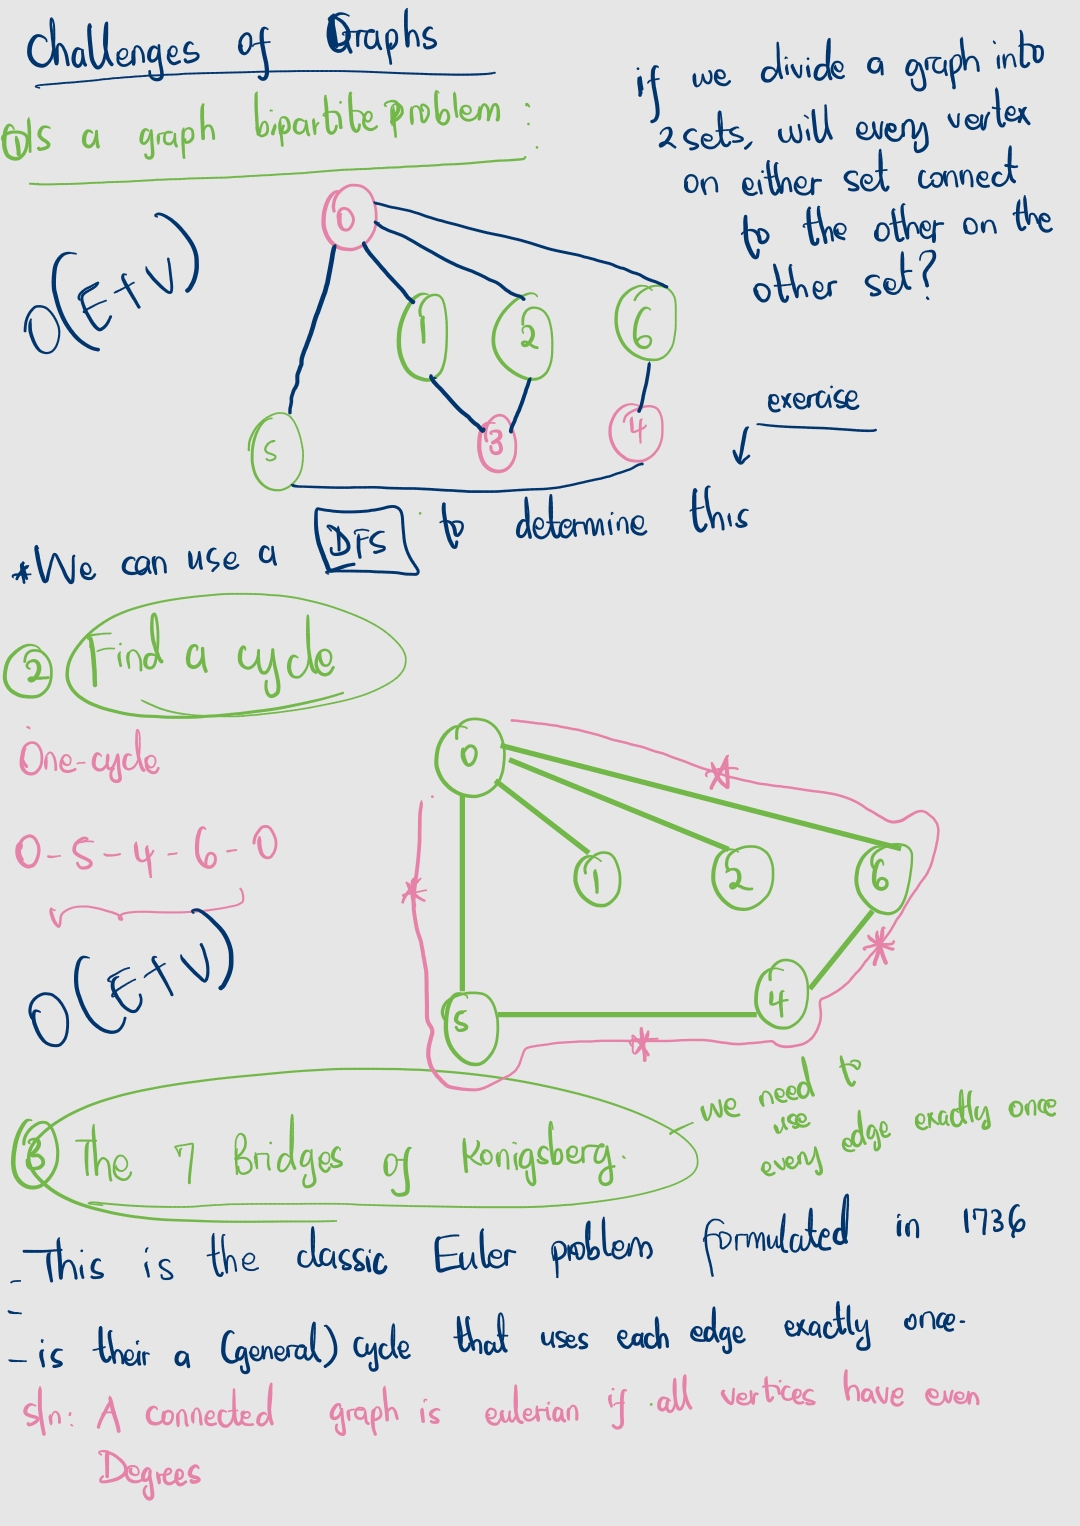 Challenges of Graphs
① Is a graph bipartite problem :
if we divide a graph into
2 sets, will every vertex
on either set connect
to the other on the
other set?
O(E+V)
0
1
2
6
5
3
4
exercise
*We can use a DFS to determine this
② Find a cycle
One-cycle
0-5-4-6-0
O(E+V)
0
1
2
6
5
4
③ The 7 Bridges of Konigsberg.
we need to
use
every edge exactly once
- This is the classic Euler problem formulated in 1736
-
- is their a (general) cycle that uses each edge exactly once.
sln: A connected graph is eulerian if all vertices have even
Degrees